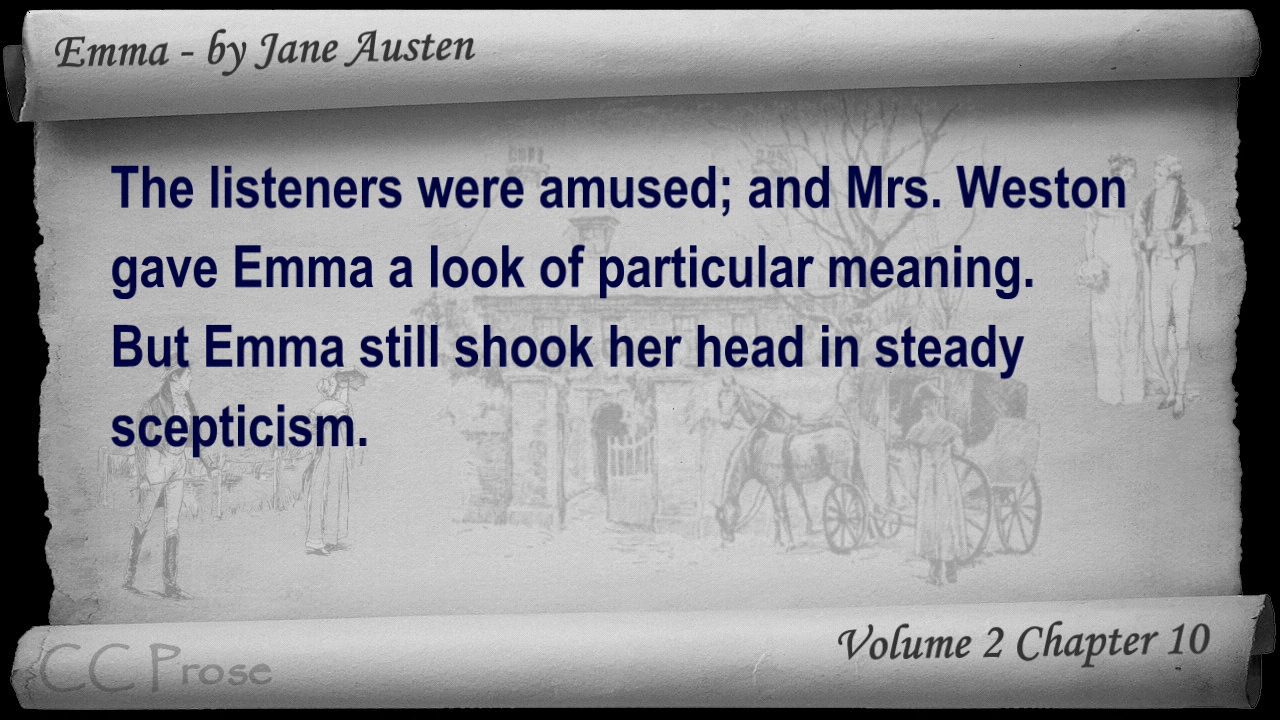 Emma - by Jane Austen
The listeners were amused; and Mrs. Weston
gave Emma a look of particular meaning.
But Emma still shook her head in steady
scepticism.
Volume 2 Chapter 10
CC Prose